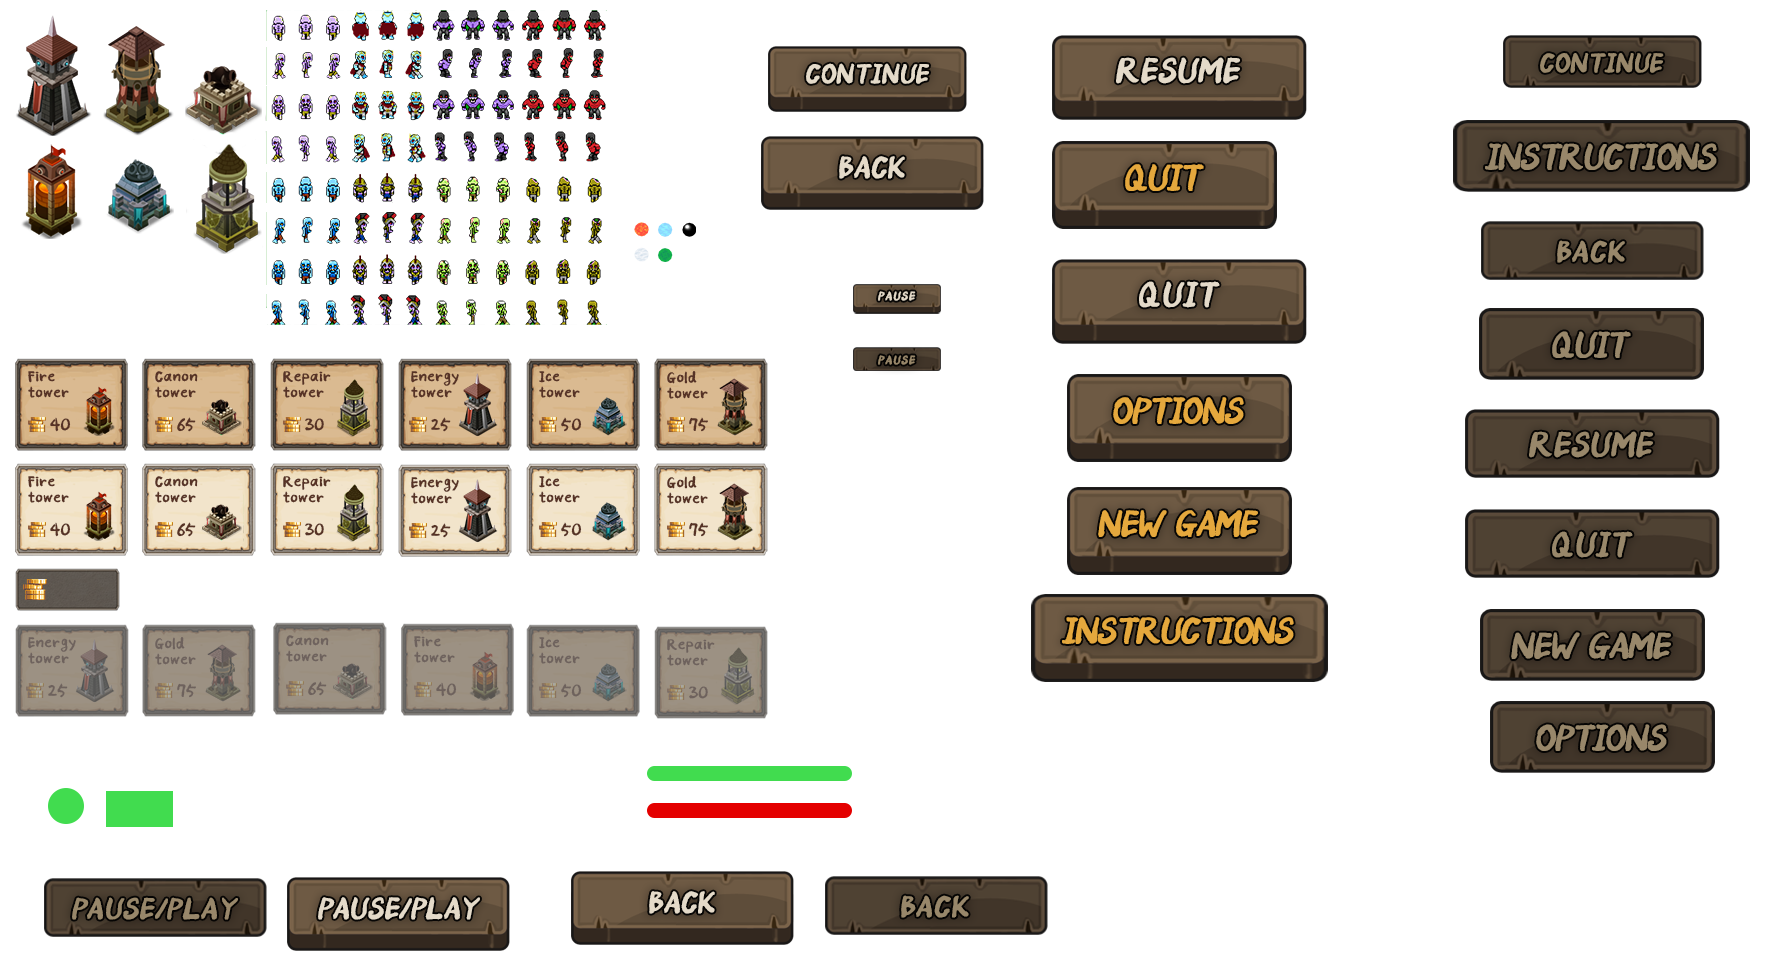 CONTINUE
BACK
PAUSE
PAUSE
RESUME
QUIT
QUIT
OPTIONS
NEW GAME
INSTRUCTIONS
CONTINUE
INSTRUCTIONS
BACK
QUIT
RESUME
QUIT
NEW GAME
OPTIONS
Fire
tower
40
Canon
tower
65
Repair
tower
30
Energy
tower
25
Ice
tower
50
Gold
tower
75
Fire
tower
40
Canon
tower
65
Repair
tower
30
Energy
tower
25
Ice
tower
50
Gold
tower
75
Energy
tower
25
Gold
tower
75
Canon
tower
65
Fire
tower
40
Ice
tower
50
Repair
tower
30
PAUSE/PLAY
PAUSE/PLAY
BACK
BACK